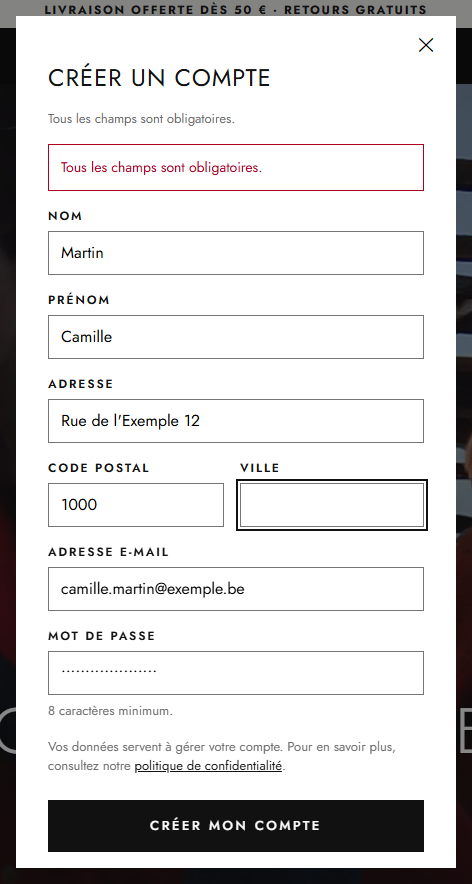 LIVRAISON OFFERTE DÈS 50 € · RETOURS GRATUITS
CRÉER UN COMPTE
Tous les champs sont obligatoires.
Tous les champs sont obligatoires.
NOM
Martin
PRÉNOM
Camille
ADRESSE
Rue de l'Exemple 12
CODE POSTAL VILLE
1000
ADRESSE E-MAIL
camille.martin@exemple.be
MOT DE PASSE
8 caractères minimum.
Vos données servent à gérer votre compte. Pour en savoir plus,
consultez notre politique de confidentialité.
CRÉER MON COMPTE